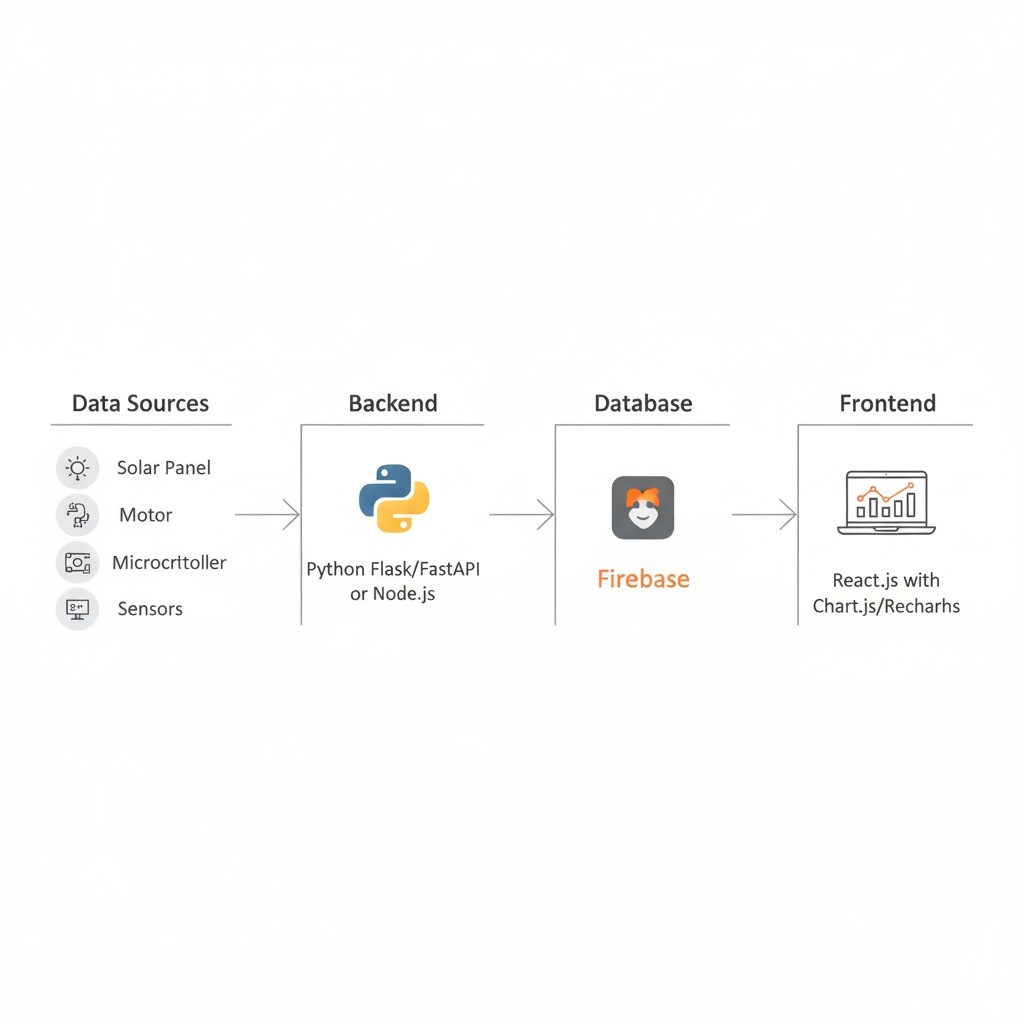 Data Sources
Solar Panel
Motor
Microcritoller
Sensors
Backend
Python Flask/FastAPI
or Node.js
Database
Firebase
Frontend
React.js with
Chart.js/Recharhs